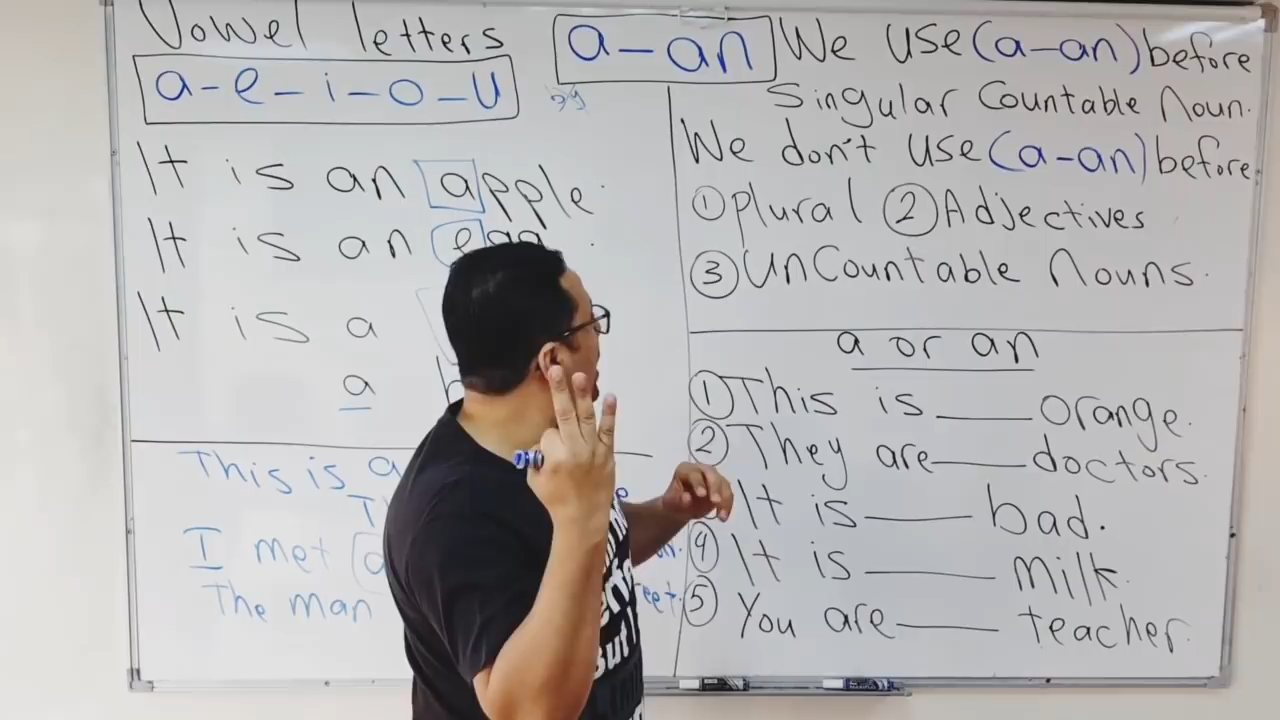 Vowel letters
a-e-i-o-u
It is an apple.
It is an egg.
It is a
a
This is a
I met a
The man
a-an
We use (a-an) before
Singular Countable Noun.
We don't use (a-an) before
① plural ② Adjectives
③ UnCountable Nouns.
a or an
① This is ____ orange.
② They are ____ doctors.
It is ____ bad.
④ It is ____ milk.
⑤ You are ____ teacher.